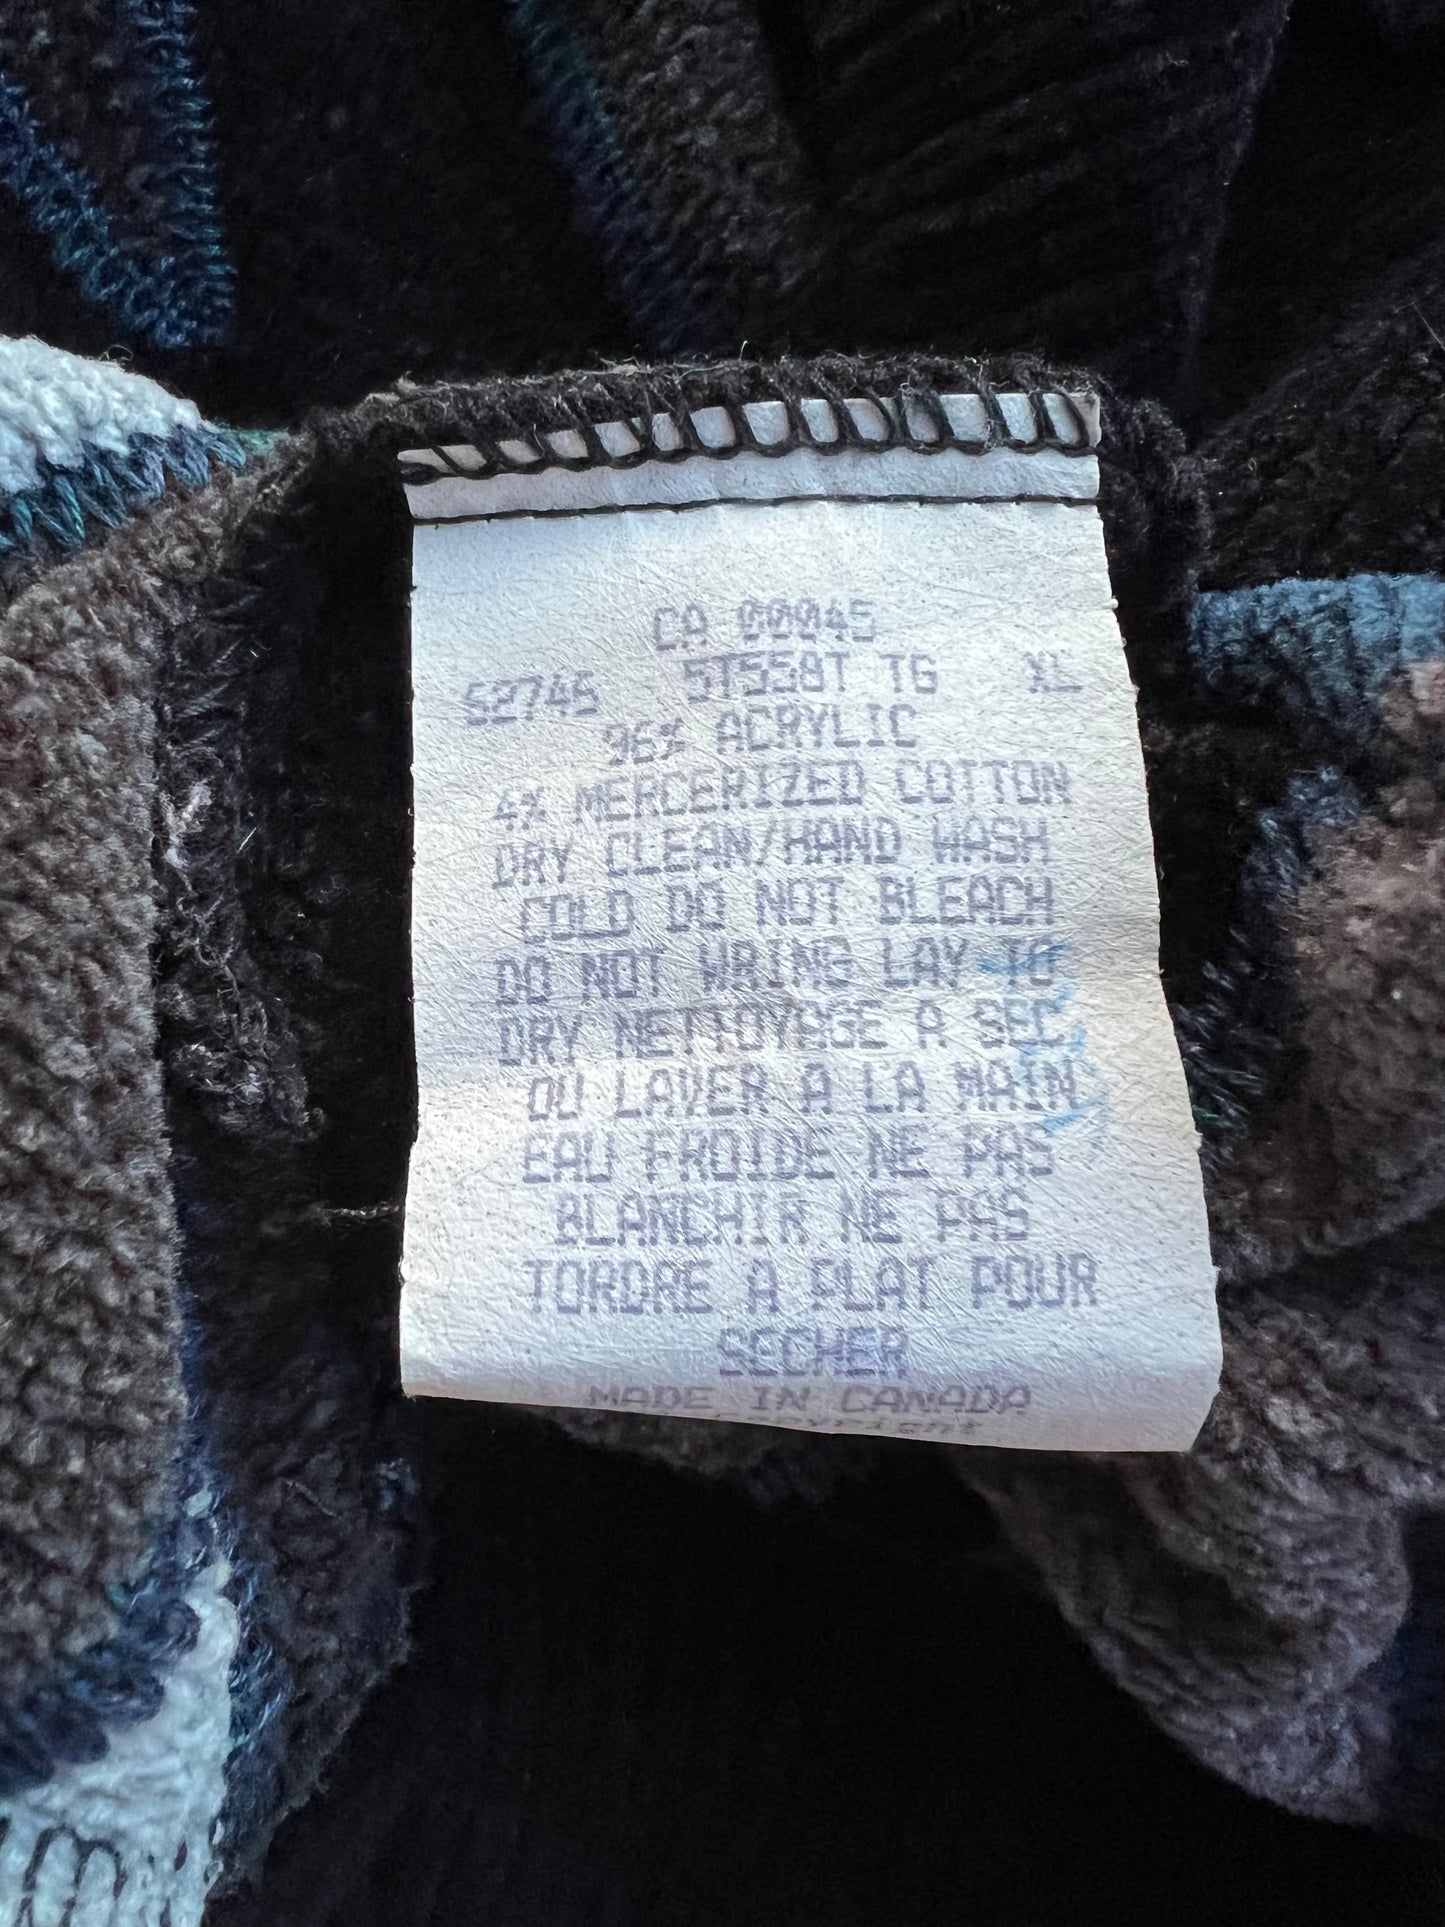 CA 00045
52745 5T558T TG XL
96% ACRYLIC
4% MERCERIZED COTTON
DRY CLEAN/HAND WASH
COLD DO NOT BLEACH
DO NOT WRING LAY TO
DRY NETTOYAGE A SEC
OU LAVER A LA MAIN
EAU FROIDE NE PAS
BLANCHIR NE PAS
TORDRE A PLAT POUR
SECHER
MADE IN CANADA